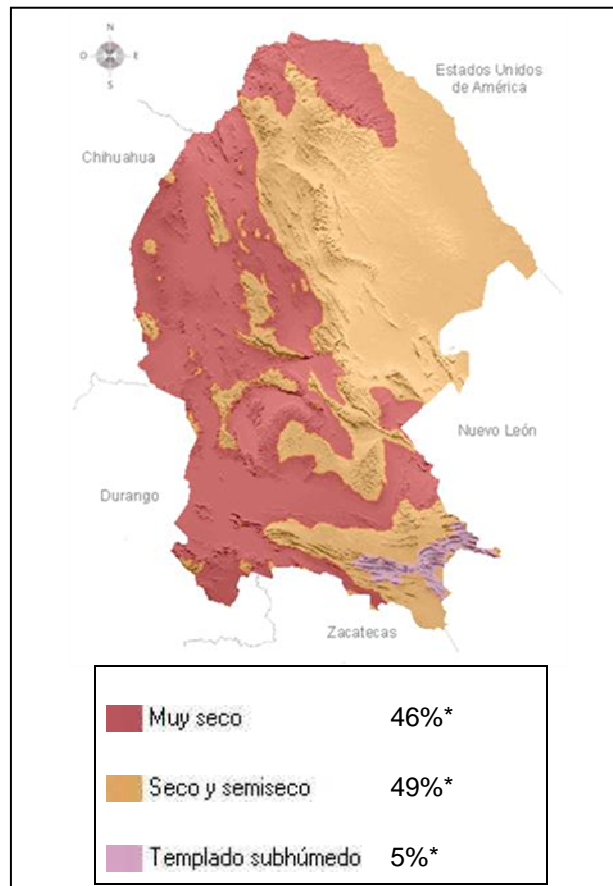 N
O E
S
Estados Unidos
de América
Chihuahua
Nuevo León
Durango
Zacatecas
Muy seco 46%*
Seco y semiseco 49%*
Templado subhúmedo 5%*